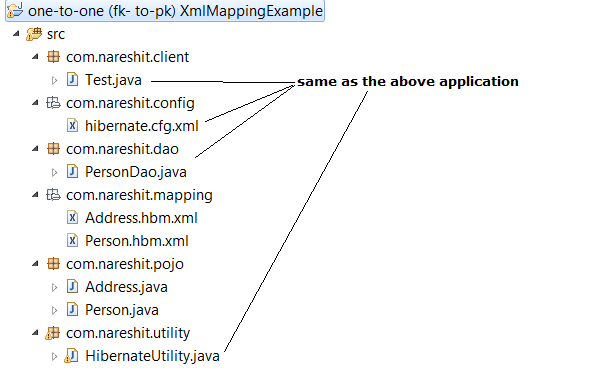 one-to-one (fk- to-pk) XmlMappingExample
src
com.nareshit.client
Test.java
same as the above application
com.nareshit.config
hibernate.cfg.xml
com.nareshit.dao
PersonDao.java
com.nareshit.mapping
Address.hbm.xml
Person.hbm.xml
com.nareshit.pojo
Address.java
Person.java
com.nareshit.utility
HibernateUtility.java